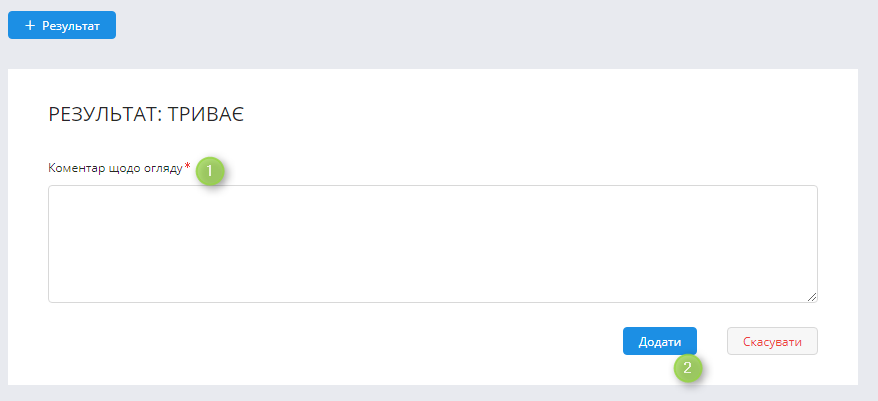 + Результат
РЕЗУЛЬТАТ: ТРИВАЄ
Коментар щодо огляду* 1
Додати
Скасувати
2